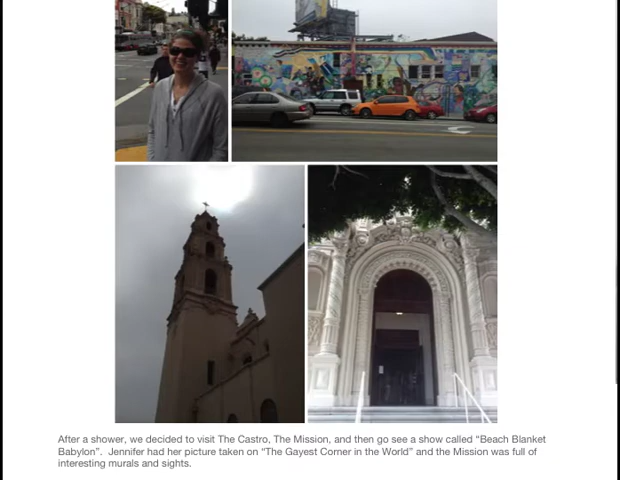 After a shower, we decided to visit The Castro, The Mission, and then go see a show called “Beach Blanket
Babylon”.  Jennifer had her picture taken on “The Gayest Corner in the World” and the Mission was full of
interesting murals and sights.